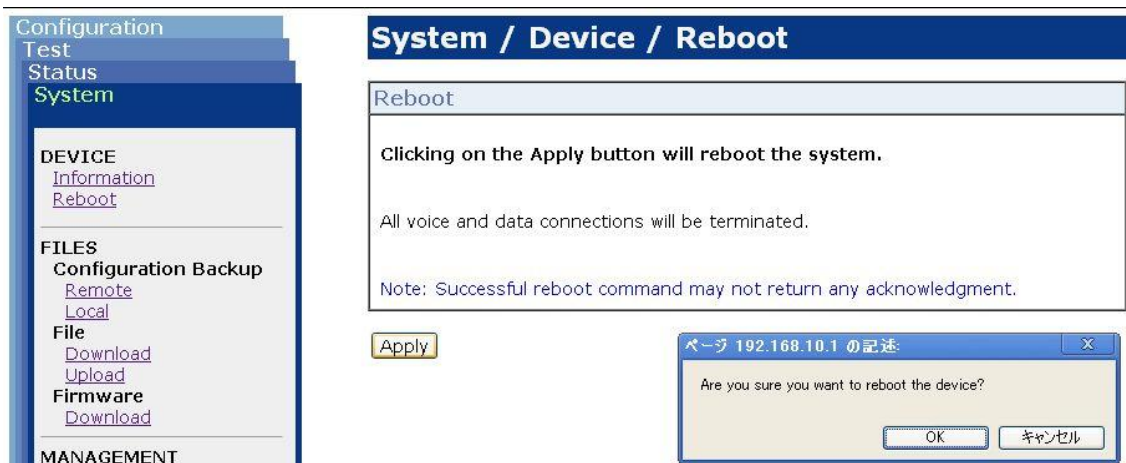 Configuration
Test
Status
System
DEVICE
Information
Reboot
FILES
Configuration Backup
Remote
Local
File
Download
Upload
Firmware
Download
MANAGEMENT
System / Device / Reboot
Reboot
Clicking on the Apply button will reboot the system.
All voice and data connections will be terminated.
Note: Successful reboot command may not return any acknowledgment.
Apply
ページ 192.168.10.1 の記述:
Are you sure you want to reboot the device?
OK
キャンセル